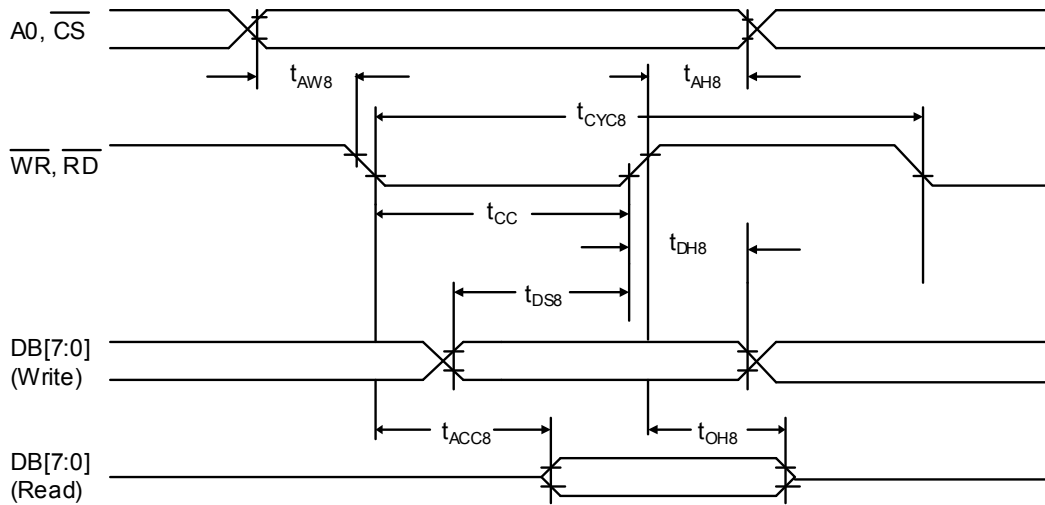 A0, CS
tAW8
tAH8
tCYC8
WR, RD
tCC
tDH8
tDS8
DB[7:0]
(Write)
tACC8
tOH8
DB[7:0]
(Read)